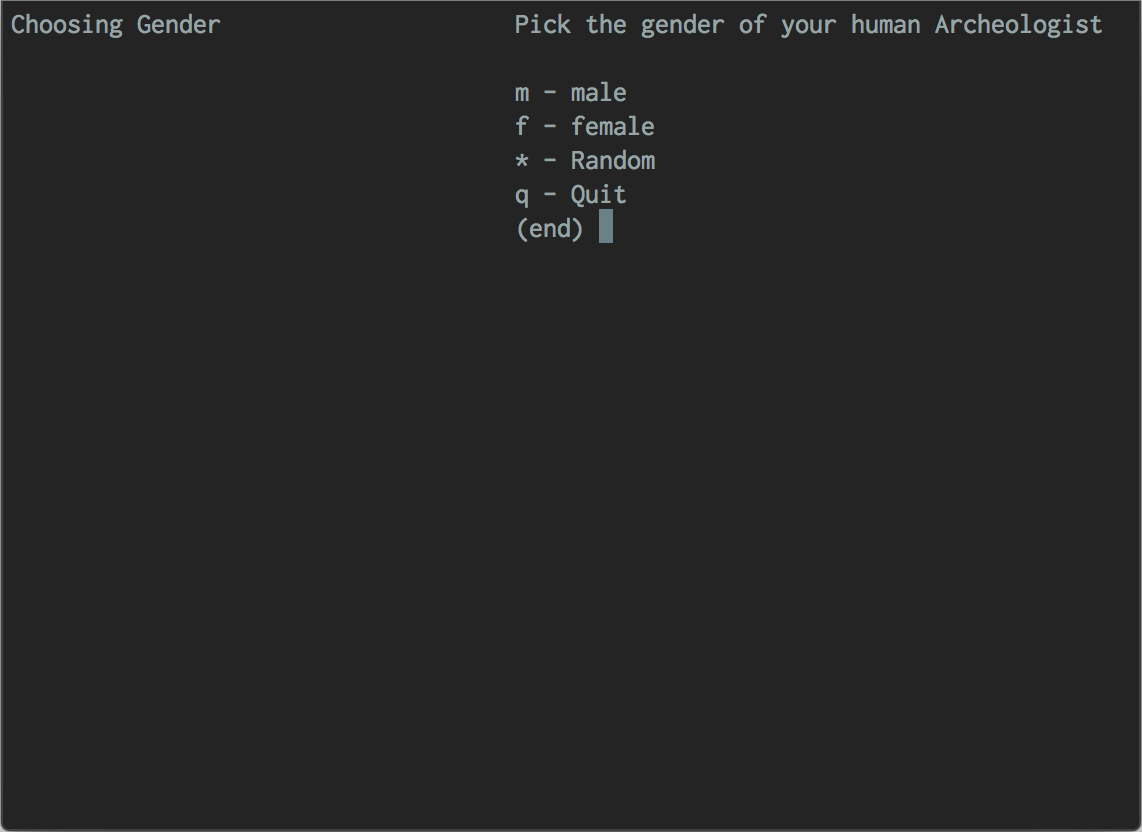 Choosing Gender
Pick the gender of your human Archeologist
m - male
f - female
* - Random
q - Quit
(end)